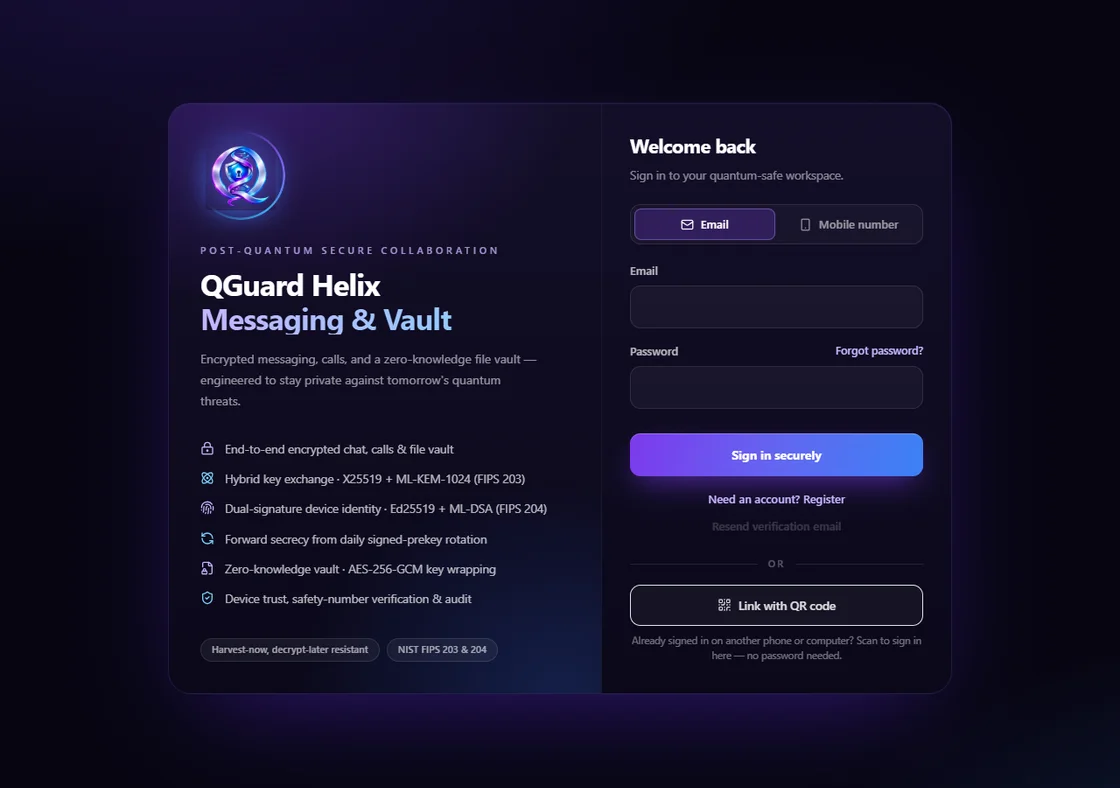 POST-QUANTUM SECURE COLLABORATION
QGuard Helix
Messaging & Vault
Encrypted messaging, calls, and a zero-knowledge file vault —
engineered to stay private against tomorrow's quantum
threats.
End-to-end encrypted chat, calls & file vault
Hybrid key exchange · X25519 + ML-KEM-1024 (FIPS 203)
Dual-signature device identity · Ed25519 + ML-DSA (FIPS 204)
Forward secrecy from daily signed-prekey rotation
Zero-knowledge vault · AES-256-GCM key wrapping
Device trust, safety-number verification & audit
Harvest-now, decrypt-later resistant
NIST FIPS 203 & 204
Welcome back
Sign in to your quantum-safe workspace.
Email
Mobile number
Email
Password
Forgot password?
Sign in securely
Need an account? Register
Resend verification email
OR
Link with QR code
Already signed in on another phone or computer? Scan to sign in
here — no password needed.